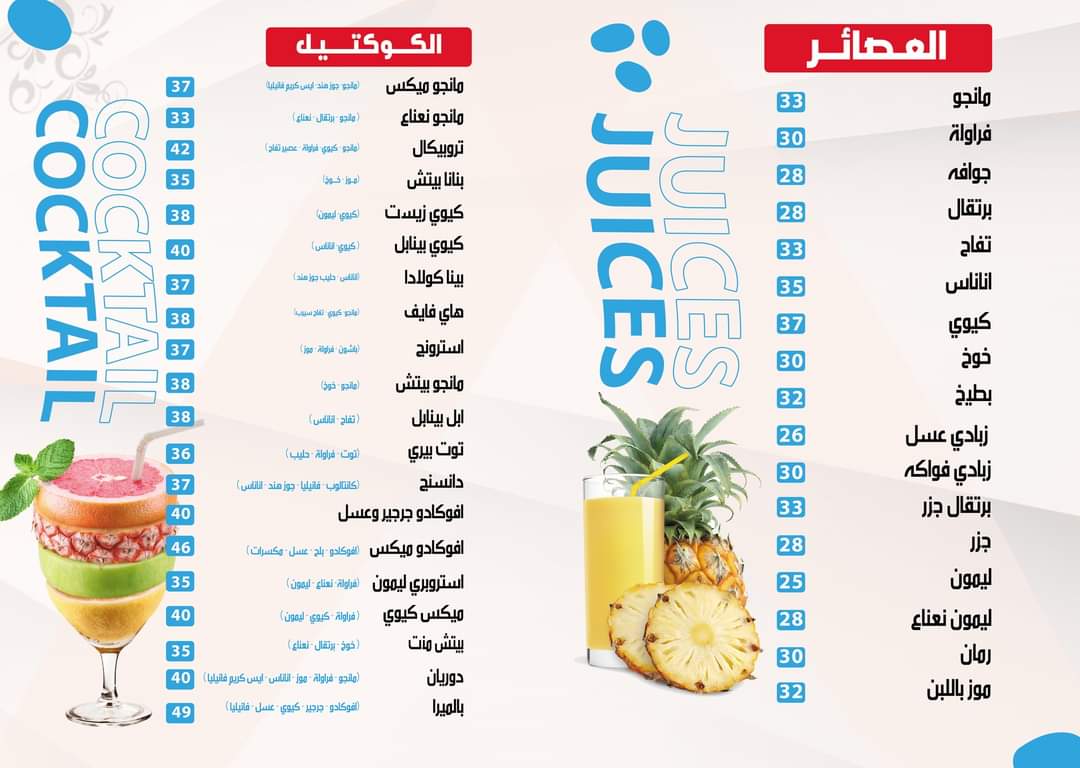 العصائر
JUICES
JUICES
مانجو 33
فراولة 30
جوافه 28
برتقال 28
تفاح 33
اناناس 35
كيوي 37
خوخ 30
بطيخ 32
زبادي عسل 26
زبادي فواكه 30
برتقال جزر 33
جزر 28
ليمون 25
ليمون نعناع 28
رمان 30
موز باللبن 32
الكوكتيك
COCKTAIL
COCKTAIL
مانجو ميكس (مانجو- جوز هند- ايس كريم فانيليا) 37
مانجو نعناع (مانجو - برتقال - نعناع) 33
تروبيكال (مانجو - كيوي- فراولة - عصير تفاح) 42
بنانا بيتش (موز - خوخ) 35
كيوي زيست (كيوي- ليمون) 38
كيوي بينابل (كيوي- اناناس) 40
بينا كولادا (اناناس - حليب جوز هند) 37
هاي فايف (مانجو- كيوي- تفاح سيرب) 38
استرونج (باشون - فراولة - موز) 37
مانجو بيتش (مانجو - خوخ) 38
ابل بينابل (تفاح - اناناس) 38
توت بيري (توت - فراولة - حليب) 36
دانسنج (كانتالوب - فانيليا - جوز هند - اناناس) 37
افوكادو جرجير وعسل 40
افوكادو ميكس (افوكادو - بلح - عسل - مكسرات) 46
استروبري ليمون (فراولة - نعناع - ليمون) 35
ميكس كيوي (فراولة - كيوي - ليمون) 40
بيتش منت (خوخ - برتقال - نعناع) 35
دوريان (مانجو - فراولة - موز - اناناس - ايس كريم فانيليا) 40
بالميرا (افوكادو - جرجير - كيوي - عسل - فانيليا) 49